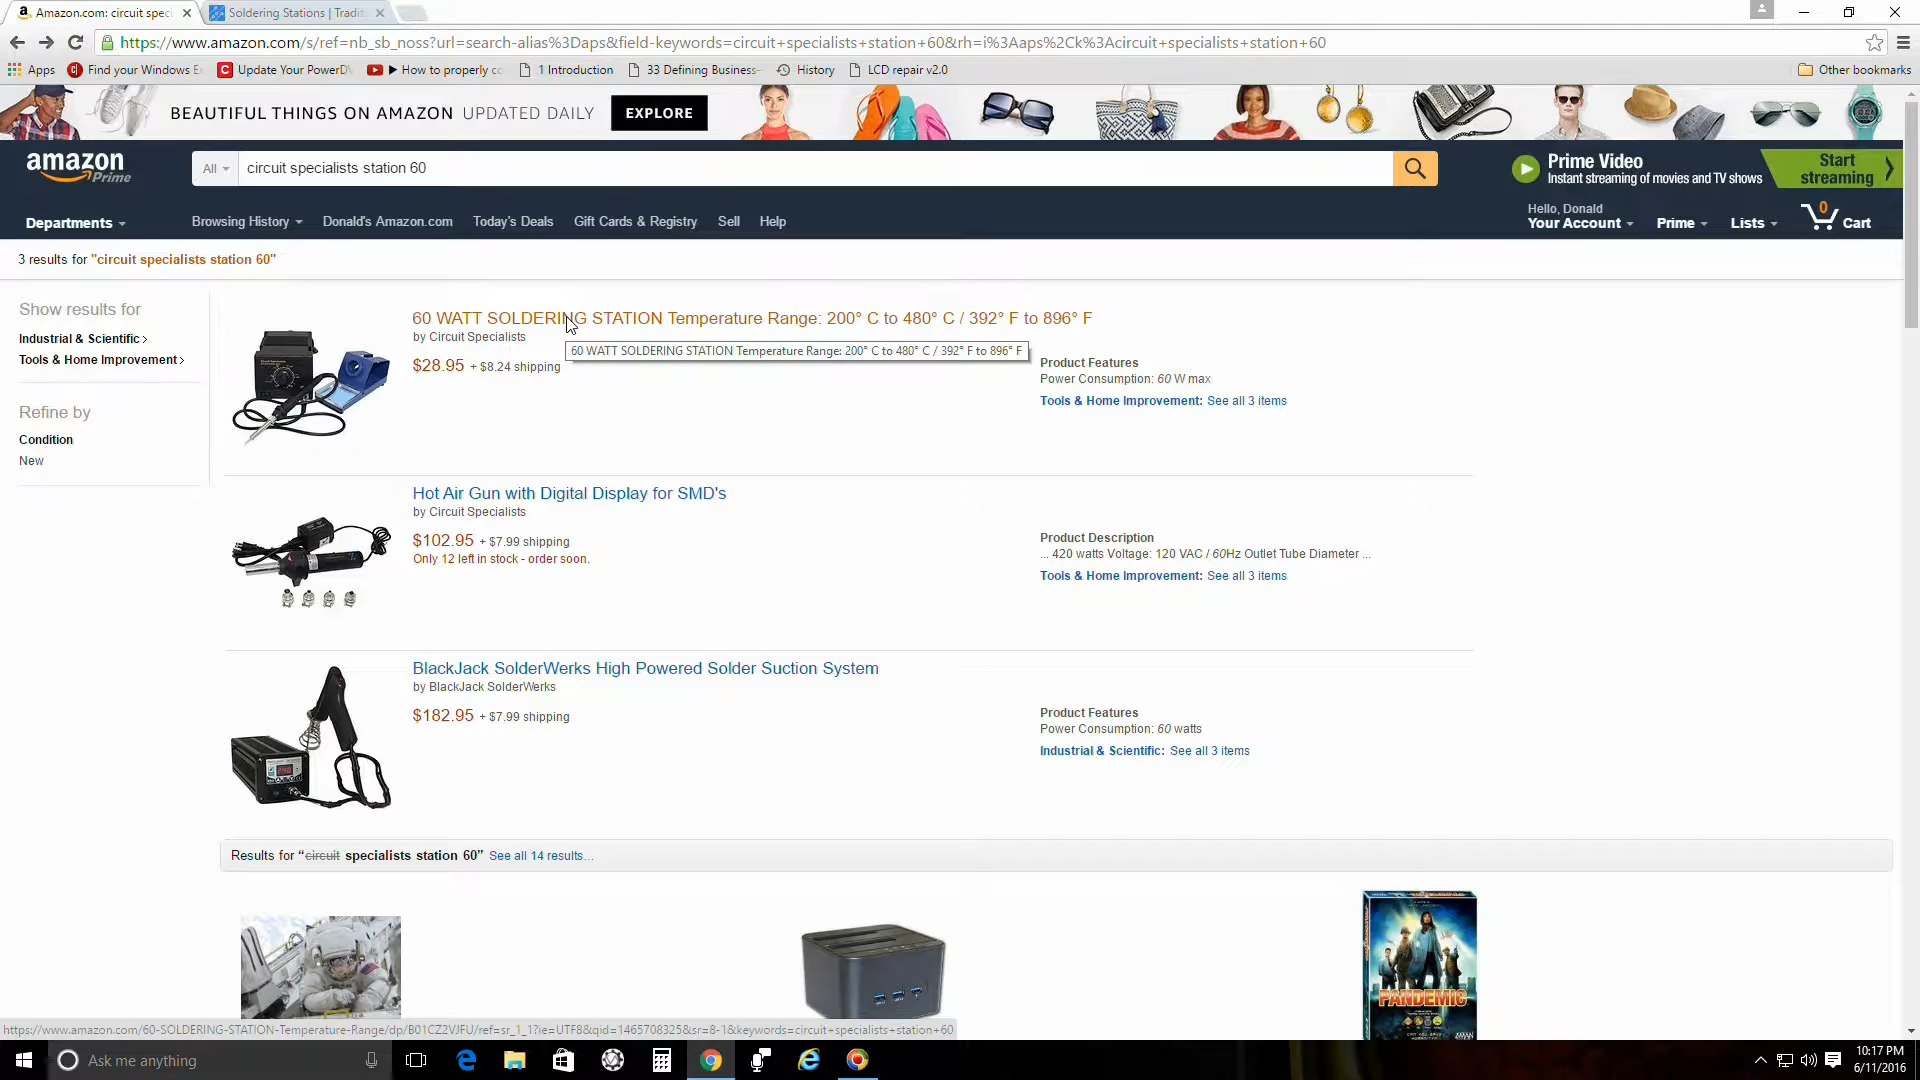 Amazon.com: circuit speci
Soldering Stations | Tradit
https://www.amazon.com/s/ref=nb_sb_noss?url=search-alias%3Daps&field-keywords=circuit+specialists+station+60&rh=i%3Aaps%2Ck%3Acircuit+specialists+station+60
Apps Find your Windows E Update Your PowerDV ▶ How to properly co 1 Introduction 33 Defining Business- History LCD repair v2.0 Other bookmarks
BEAUTIFUL THINGS ON AMAZON UPDATED DAILY EXPLORE
amazon Prime
All circuit specialists station 60
Prime Video
Instant streaming of movies and TV shows
Start streaming
Departments Browsing History Donald's Amazon.com Today's Deals Gift Cards & Registry Sell Help
Hello, Donald
Your Account Prime Lists 0 Cart
3 results for "circuit specialists station 60"
Show results for
Industrial & Scientific
Tools & Home Improvement
Refine by
Condition
New
60 WATT SOLDERING STATION Temperature Range: 200° C to 480° C / 392° F to 896° F
by Circuit Specialists
60 WATT SOLDERING STATION Temperature Range: 200° C to 480° C / 392° F to 896° F
$28.95 + $8.24 shipping
Product Features
Power Consumption: 60 W max
Tools & Home Improvement: See all 3 items
Hot Air Gun with Digital Display for SMD's
by Circuit Specialists
$102.95 + $7.99 shipping
Only 12 left in stock - order soon.
Product Description
... 420 watts Voltage: 120 VAC / 60Hz Outlet Tube Diameter ...
Tools & Home Improvement: See all 3 items
BlackJack SolderWerks High Powered Solder Suction System
by BlackJack SolderWerks
$182.95 + $7.99 shipping
Product Features
Power Consumption: 60 watts
Industrial & Scientific: See all 3 items
Results for “circuit specialists station 60” See all 14 results...
PANDEMIC
https://www.amazon.com/60-SOLDERING-STATION-Temperature-Range/dp/B01CZ2VJFU/ref=sr_1_1?ie=UTF8&qid=1465708325&sr=8-1&keywords=circuit+specialists+station+60
Ask me anything
10:17 PM
6/11/2016